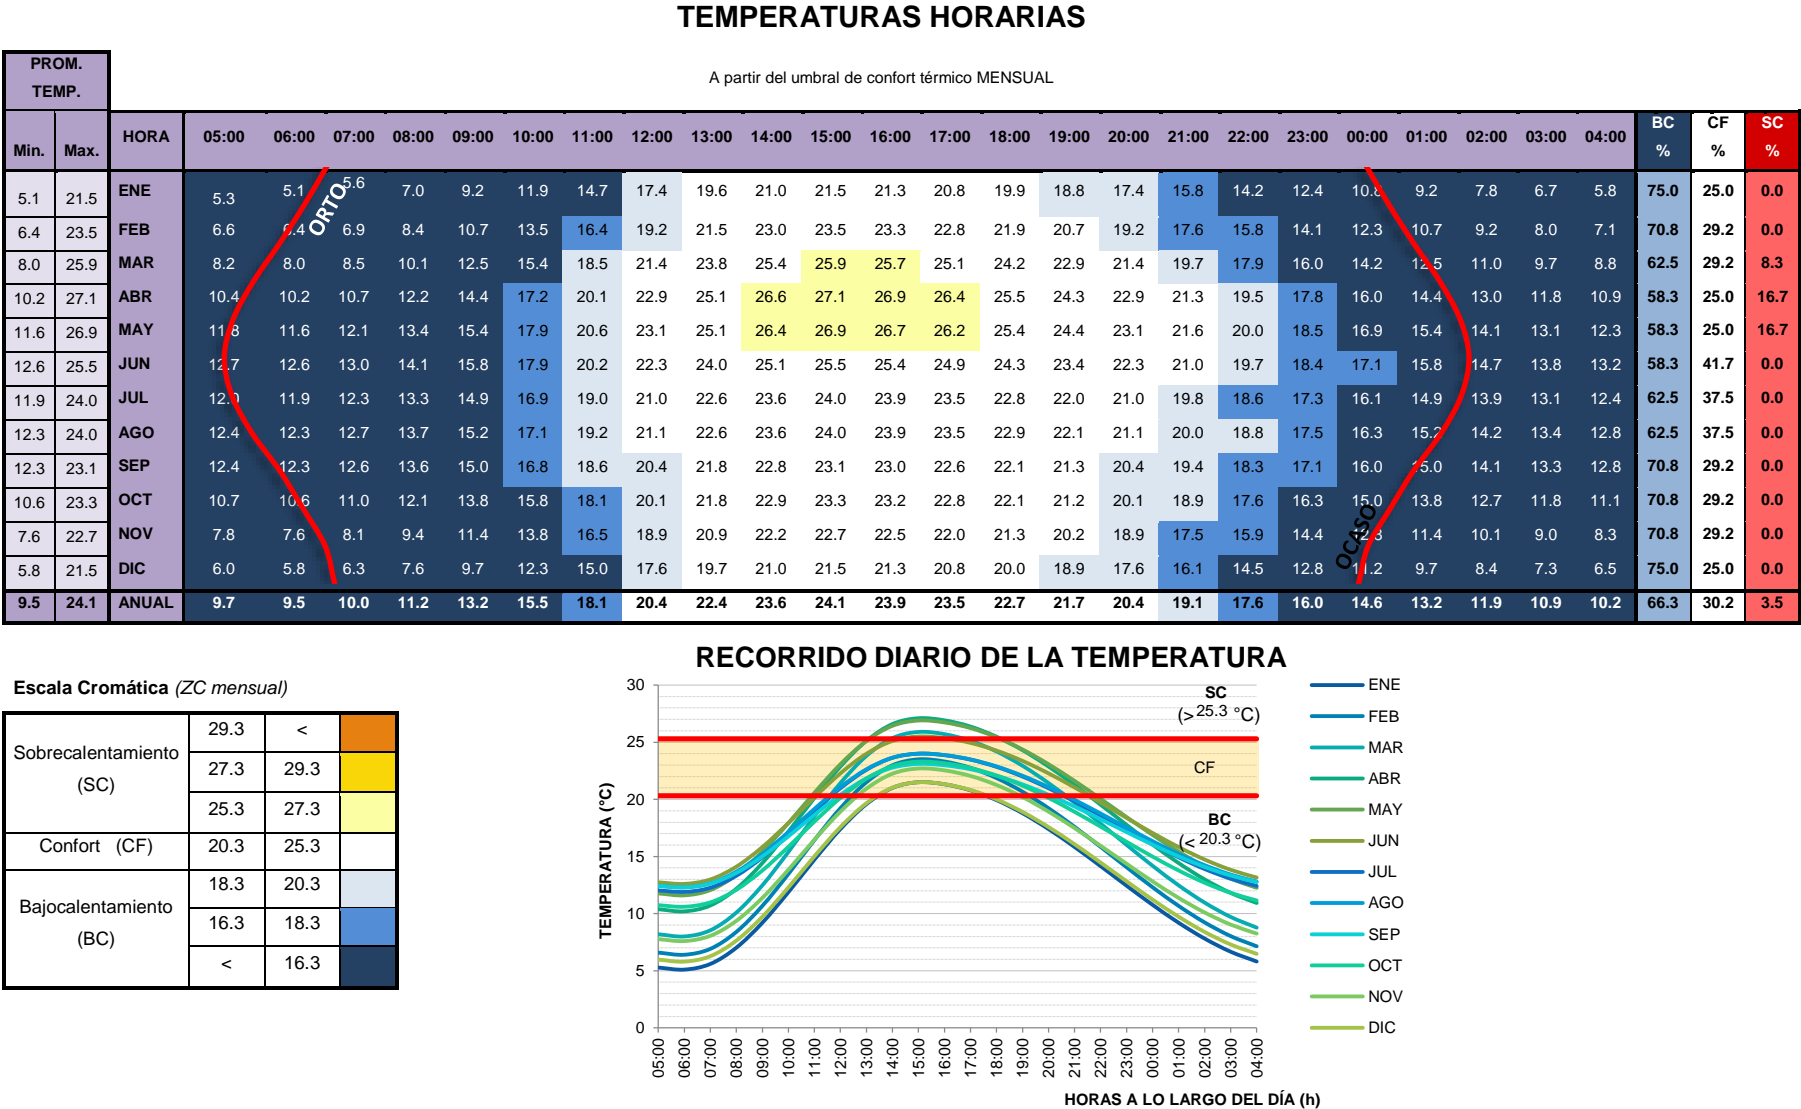 TEMPERATURAS HORARIAS
A partir del umbral de confort térmico MENSUAL
PROM.
TEMP.
Min. Max. HORA 05:00 06:00 07:00 08:00 09:00 10:00 11:00 12:00 13:00 14:00 15:00 16:00 17:00 18:00 19:00 20:00 21:00 22:00 23:00 00:00 01:00 02:00 03:00 04:00 BC % CF % SC %
5.1 21.5 ENE 5.3 5.1 5.6 7.0 9.2 11.9 14.7 17.4 19.6 21.0 21.5 21.3 20.8 19.9 18.8 17.4 15.8 14.2 12.4 10.8 9.2 7.8 6.7 5.8 75.0 25.0 0.0
6.4 23.5 FEB 6.6 6.4 6.9 8.4 10.7 13.5 16.4 19.2 21.5 23.0 23.5 23.3 22.8 21.9 20.7 19.2 17.6 15.8 14.1 12.3 10.7 9.2 8.0 7.1 70.8 29.2 0.0
8.0 25.9 MAR 8.2 8.0 8.5 10.1 12.5 15.4 18.5 21.4 23.8 25.4 25.9 25.7 25.1 24.2 22.9 21.4 19.7 17.9 16.0 14.2 12.5 11.0 9.7 8.8 62.5 29.2 8.3
10.2 27.1 ABR 10.4 10.2 10.7 12.2 14.4 17.2 20.1 22.9 25.1 26.6 27.1 26.9 26.4 25.5 24.3 22.9 21.3 19.5 17.8 16.0 14.4 13.0 11.8 10.9 58.3 25.0 16.7
11.6 26.9 MAY 11.8 11.6 12.1 13.4 15.4 17.9 20.6 23.1 25.1 26.4 26.9 26.7 26.2 25.4 24.4 23.1 21.6 20.0 18.5 16.9 15.4 14.1 13.1 12.3 58.3 25.0 16.7
12.6 25.5 JUN 12.7 12.6 13.0 14.1 15.8 17.9 20.2 22.3 24.0 25.1 25.5 25.4 24.9 24.3 23.4 22.3 21.0 19.7 18.4 17.1 15.8 14.7 13.8 13.2 58.3 41.7 0.0
11.9 24.0 JUL 12.0 11.9 12.3 13.3 14.9 16.9 19.0 21.0 22.6 23.6 24.0 23.9 23.5 22.8 22.0 21.0 19.8 18.6 17.3 16.1 14.9 13.9 13.1 12.4 62.5 37.5 0.0
12.3 24.0 AGO 12.4 12.3 12.7 13.7 15.2 17.1 19.2 21.1 22.6 23.6 24.0 23.9 23.5 22.9 22.1 21.1 20.0 18.8 17.5 16.3 15.2 14.2 13.4 12.8 62.5 37.5 0.0
12.3 23.1 SEP 12.4 12.3 12.6 13.6 15.0 16.8 18.6 20.4 21.8 22.8 23.1 23.0 22.6 22.1 21.3 20.4 19.4 18.3 17.1 16.0 15.0 14.1 13.3 12.8 70.8 29.2 0.0
10.6 23.3 OCT 10.7 10.6 11.0 12.1 13.8 15.8 18.1 20.1 21.8 22.9 23.3 23.2 22.8 22.1 21.2 20.1 18.9 17.6 16.3 15.0 13.8 12.7 11.8 11.1 70.8 29.2 0.0
7.6 22.7 NOV 7.8 7.6 8.1 9.4 11.4 13.8 16.5 18.9 20.9 22.2 22.7 22.5 22.0 21.3 20.2 18.9 17.5 15.9 14.4 12.8 11.4 10.1 9.0 8.3 70.8 29.2 0.0
5.8 21.5 DIC 6.0 5.8 6.3 7.6 9.7 12.3 15.0 17.6 19.7 21.0 21.5 21.3 20.8 20.0 18.9 17.6 16.1 14.5 12.8 11.2 9.7 8.4 7.3 6.5 75.0 25.0 0.0
9.5 24.1 ANUAL 9.7 9.5 10.0 11.2 13.2 15.5 18.1 20.4 22.4 23.6 24.1 23.9 23.5 22.7 21.7 20.4 19.1 17.6 16.0 14.6 13.2 11.9 10.9 10.2 66.3 30.2 3.5
ORTO
OCASO
Escala Cromática (ZC mensual)
Sobrecalentamiento
(SC)
29.3 <
27.3 29.3
25.3 27.3
Confort (CF) 20.3 25.3
Bajocalentamiento
(BC)
18.3 20.3
16.3 18.3
< 16.3
RECORRIDO DIARIO DE LA TEMPERATURA
TEMPERATURA (°C)
30
25
20
15
10
5
0
SC
(> 25.3 °C)
CF
BC
(< 20.3 °C)
05:00 06:00 07:00 08:00 09:00 10:00 11:00 12:00 13:00 14:00 15:00 16:00 17:00 18:00 19:00 20:00 21:00 22:00 23:00 00:00 01:00 02:00 03:00 04:00
HORAS A LO LARGO DEL DÍA (h)
ENE
FEB
MAR
ABR
MAY
JUN
JUL
AGO
SEP
OCT
NOV
DIC